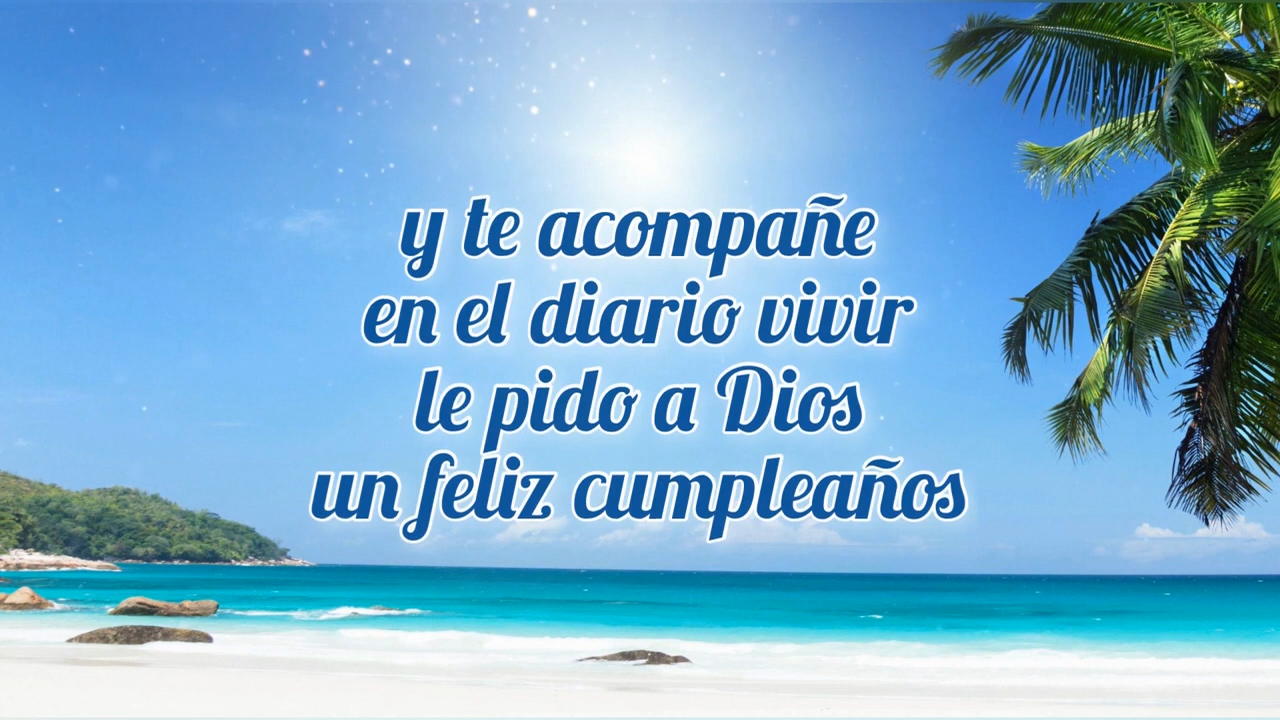 y te acompañe
en el diario vivir
le pido a Dios
un feliz cumpleaños